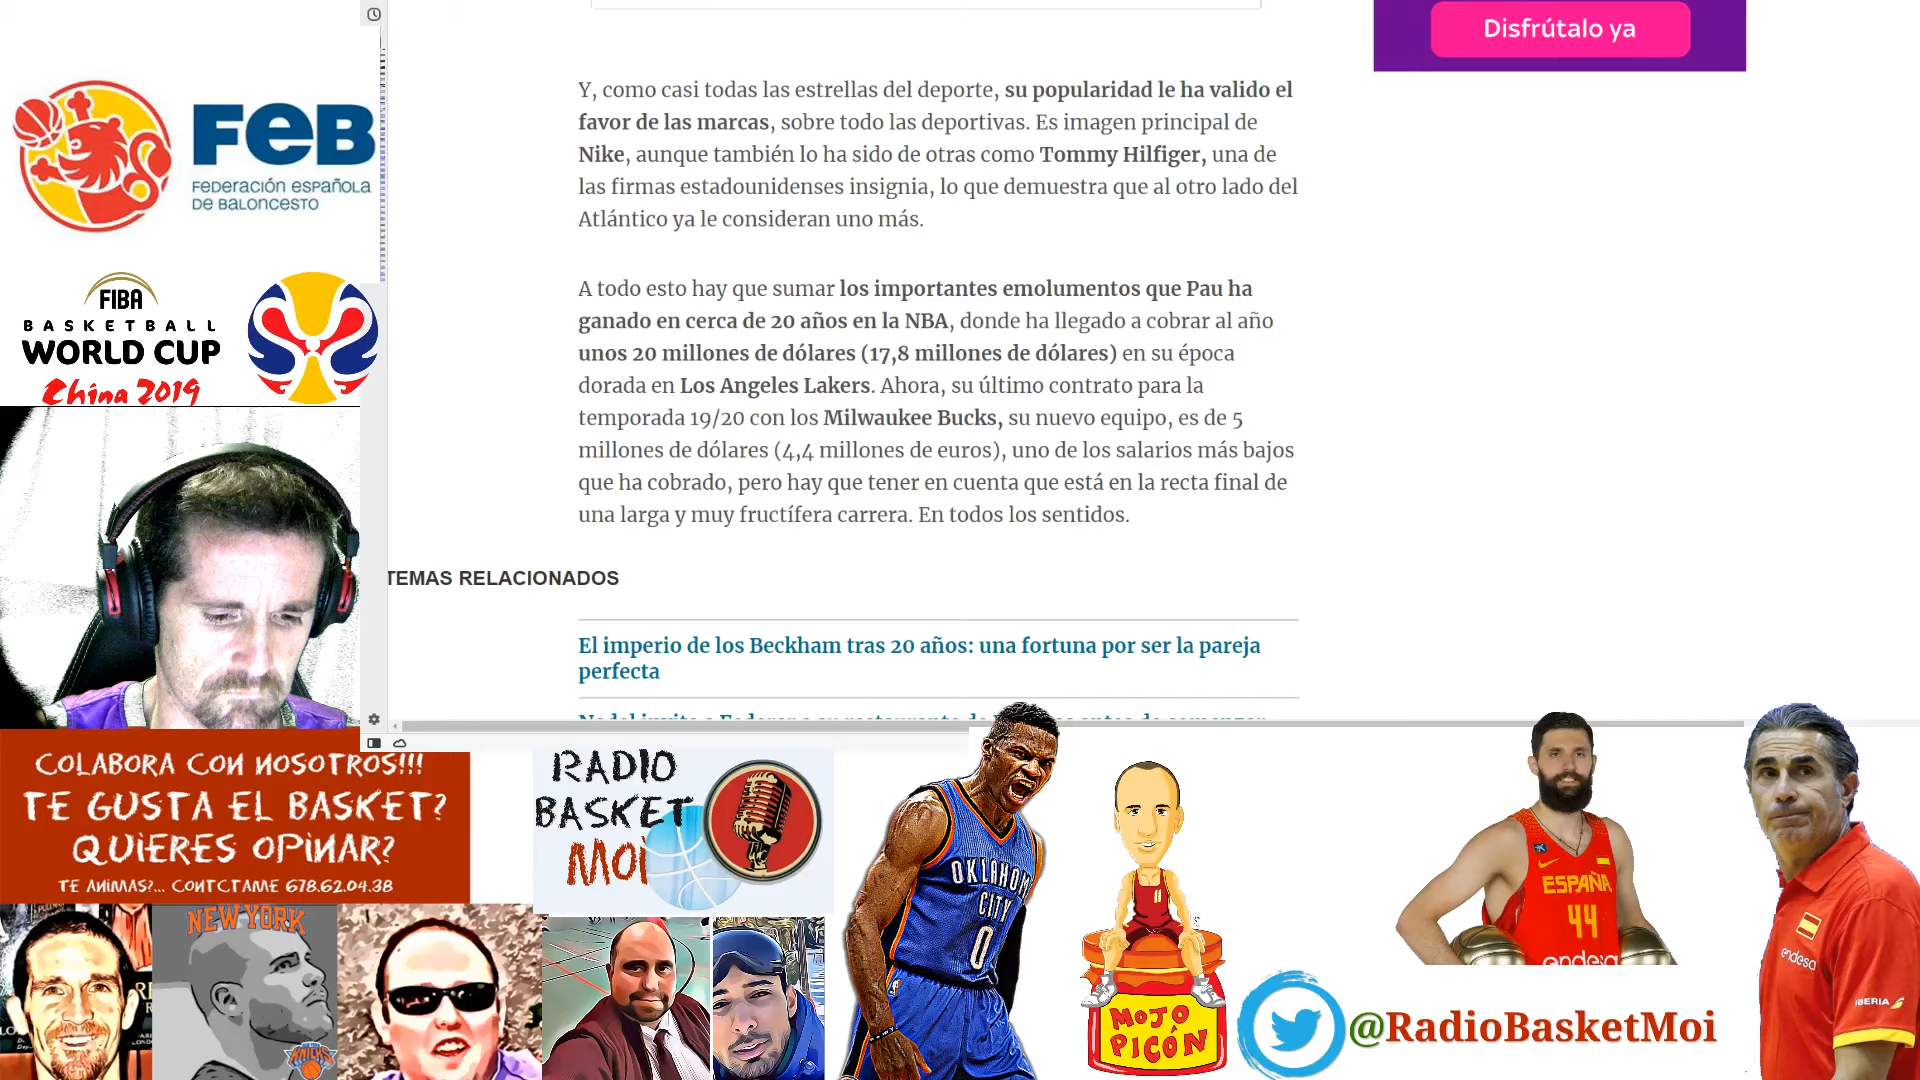 Disfrútalo ya
Y, como casi todas las estrellas del deporte, su popularidad le ha valido el
favor de las marcas, sobre todo las deportivas. Es imagen principal de
Nike, aunque también lo ha sido de otras como Tommy Hilfiger, una de
las firmas estadounidenses insignia, lo que demuestra que al otro lado del
Atlántico ya le consideran uno más.
A todo esto hay que sumar los importantes emolumentos que Pau ha
ganado en cerca de 20 años en la NBA, donde ha llegado a cobrar al año
unos 20 millones de dólares (17,8 millones de dólares) en su época
dorada en Los Angeles Lakers. Ahora, su último contrato para la
temporada 19/20 con los Milwaukee Bucks, su nuevo equipo, es de 5
millones de dólares (4,4 millones de euros), uno de los salarios más bajos
que ha cobrado, pero hay que tener en cuenta que está en la recta final de
una larga y muy fructífera carrera. En todos los sentidos.
TEMAS RELACIONADOS
El imperio de los Beckham tras 20 años: una fortuna por ser la pareja
perfecta
FeB
FEDERACIÓN ESPAÑOLA
DE BALONCESTO
FIBA
BASKETBALL
WORLD CUP
China 2019
COLABORA CON NOSOTROS!!!
TE GUSTA EL BASKET?
QUIERES OPINAR?
TE ANIMAS?... CONTCTAME 678.62.04.38
RADIO
BASKET
MOI
NEW YORK
KNICKS
OKLAHOM
CITY
0
11
MOJO
PICÓN
ESPAÑA
44
endesa
endesa
IBERIA
@RadioBasketMoi